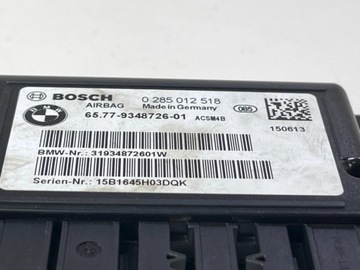 BOSCH 0 285 012 518
AIRBAG Made in Germany 065
BMW 65.77-9348726-01 ACSM4B
150613
BMW-Nr.: 31934872601W
Serien-Nr.: 15B1645H03DQK